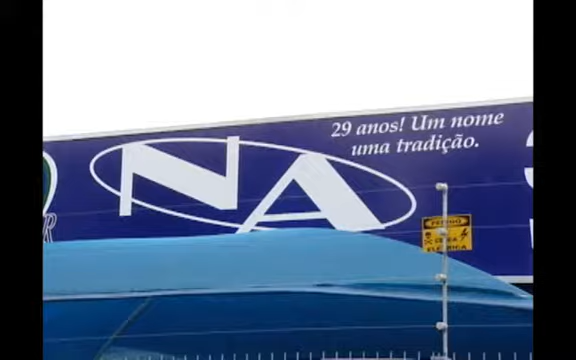 29 anos! Um nome
uma tradição.
NA
PERIGO
CERCA
ELÉTRICA